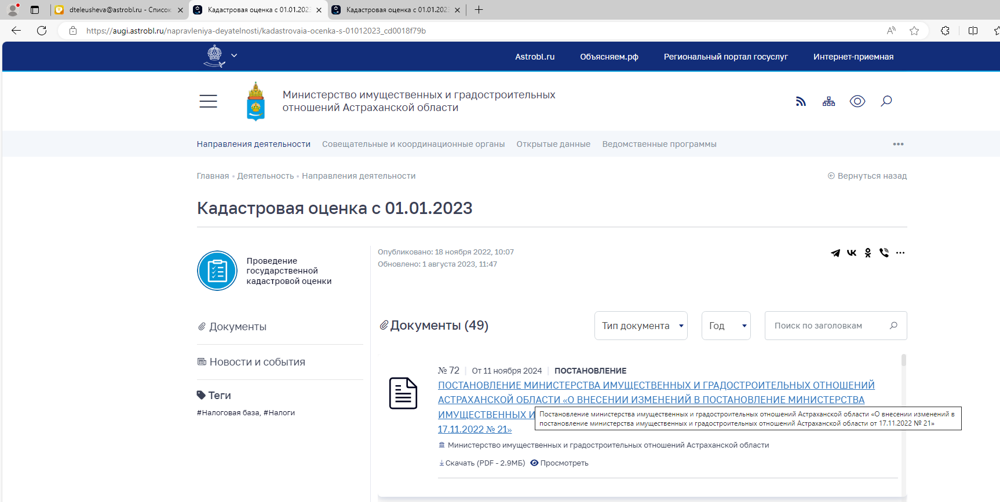 dteleusheva@astrobl.ru - Список
Кадастровая оценка с 01.01.202
Кадастровая оценка с 01.01.202
https://augi.astrobl.ru/napravleniya-deyatelnosti/kadastrovaia-ocenka-s-01012023_cd0018f79b
Astrobl.ru
Объясняем.рф
Региональный портал госуслуг
Интернет-приемная
Министерство имущественных и градостроительных
отношений Астраханской области
Направления деятельности
Совещательные и координационные органы
Открытые данные
Ведомственные программы
Главная • Деятельность • Направления деятельности
Вернуться назад
Кадастровая оценка с 01.01.2023
Проведение
государственной
кадастровой оценки
Документы
Новости и события
Теги
#Налоговая база, #Налоги
Опубликовано: 18 ноября 2022, 10:07
Обновлено: 1 августа 2023, 11:47
Документы (49)
Тип документа
Год
Поиск по заголовкам
№ 72 | От 11 ноября 2024 | ПОСТАНОВЛЕНИЕ
ПОСТАНОВЛЕНИЕ МИНИСТЕРСТВА ИМУЩЕСТВЕННЫХ И ГРАДОСТРОИТЕЛЬНЫХ ОТНОШЕНИЙ
АСТРАХАНСКОЙ ОБЛАСТИ «О ВНЕСЕНИИ ИЗМЕНЕНИЙ В ПОСТАНОВЛЕНИЕ МИНИСТЕРСТВА
ИМУЩЕСТВЕННЫХ И
17.11.2022 № 21»
Постановление министерства имущественных и градостроительных отношений Астраханской области «О внесении изменений в
постановление министерства имущественных и градостроительных отношений Астраханской области от 17.11.2022 № 21»
Министерство имущественных и градостроительных отношений Астраханской области
Скачать (PDF - 2.9МБ)
Просмотреть